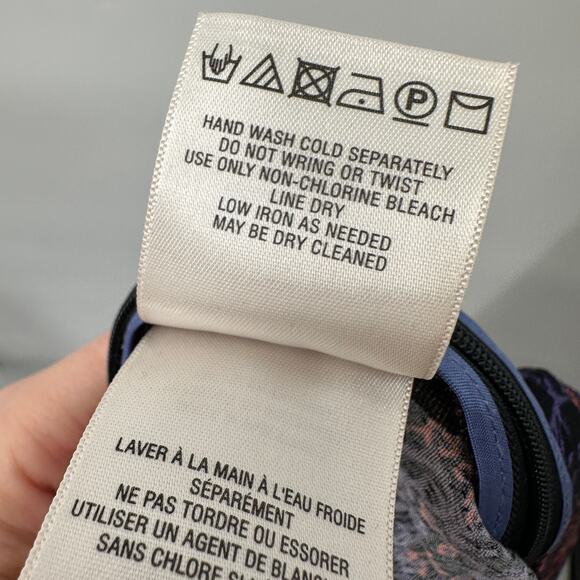 P
HAND WASH COLD SEPARATELY
DO NOT WRING OR TWIST
USE ONLY NON-CHLORINE BLEACH
LINE DRY
LOW IRON AS NEEDED
MAY BE DRY CLEANED
LAVER À LA MAIN À L'EAU FROIDE
SÉPARÉMENT
NE PAS TORDRE OU ESSORER
UTILISER UN AGENT DE BLANC
SANS CHLORE